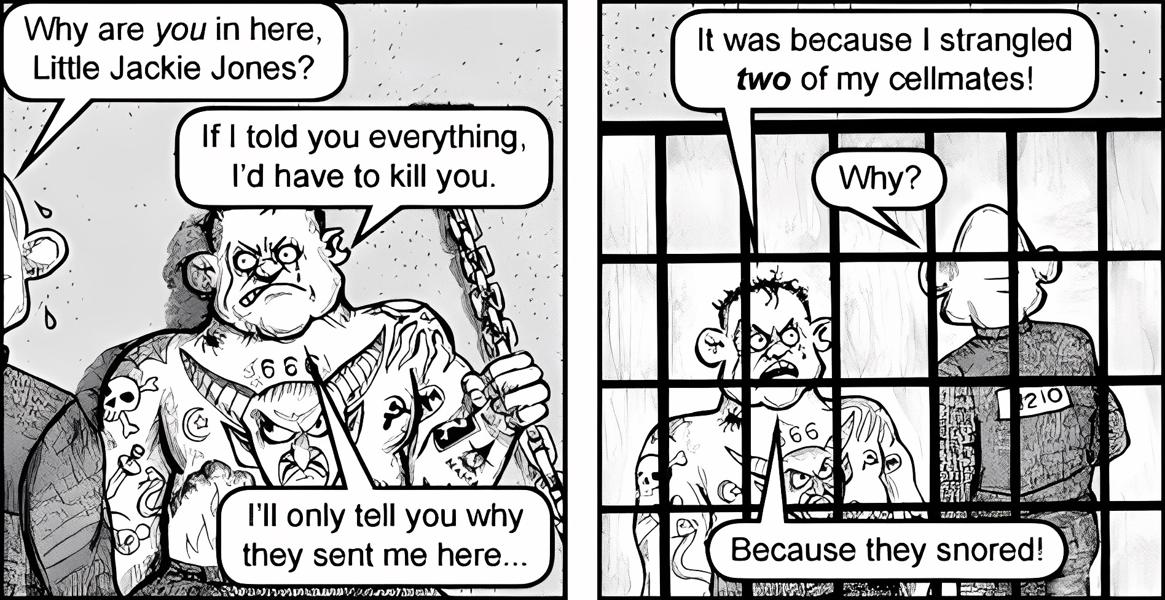 Why are you in here,
Little Jackie Jones?
If I told you everything,
I'd have to kill you.
666
I'll only tell you why
they sent me here...
It was because I strangled
two of my cellmates!
Why?
210
666
Because they snored!